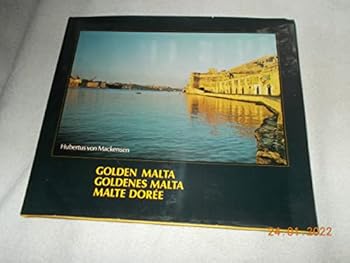 Hubertus von Mackensen
GOLDEN MALTA
GOLDENES MALTA
MALTE DORÉE
24.01.2022